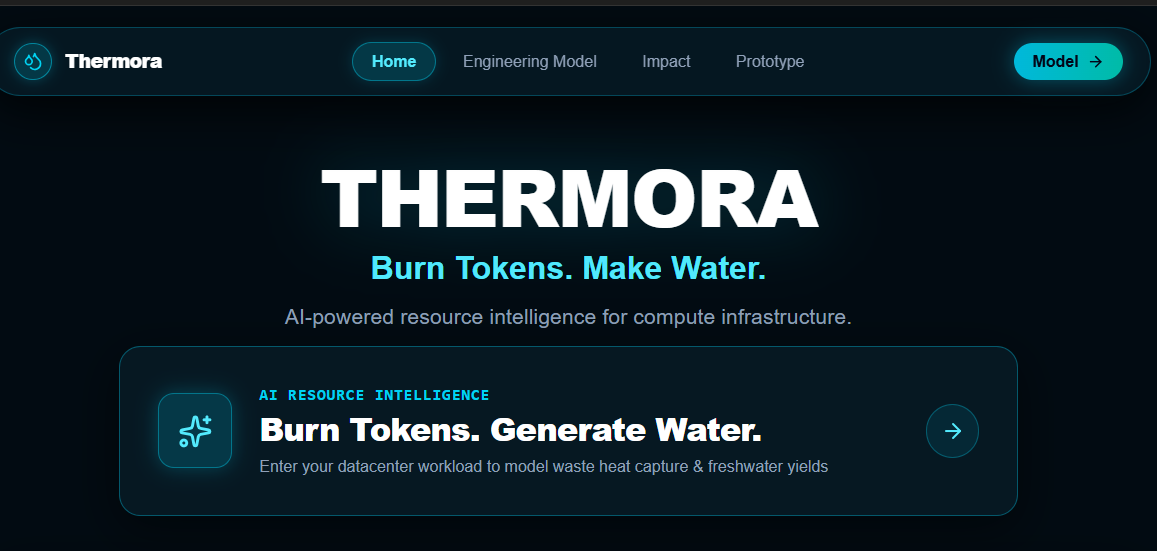 Thermora
Home
Engineering Model
Impact
Prototype
Model
THERMORA
Burn Tokens. Make Water.
AI-powered resource intelligence for compute infrastructure.
AI RESOURCE INTELLIGENCE
Burn Tokens. Generate Water.
Enter your datacenter workload to model waste heat capture & freshwater yields